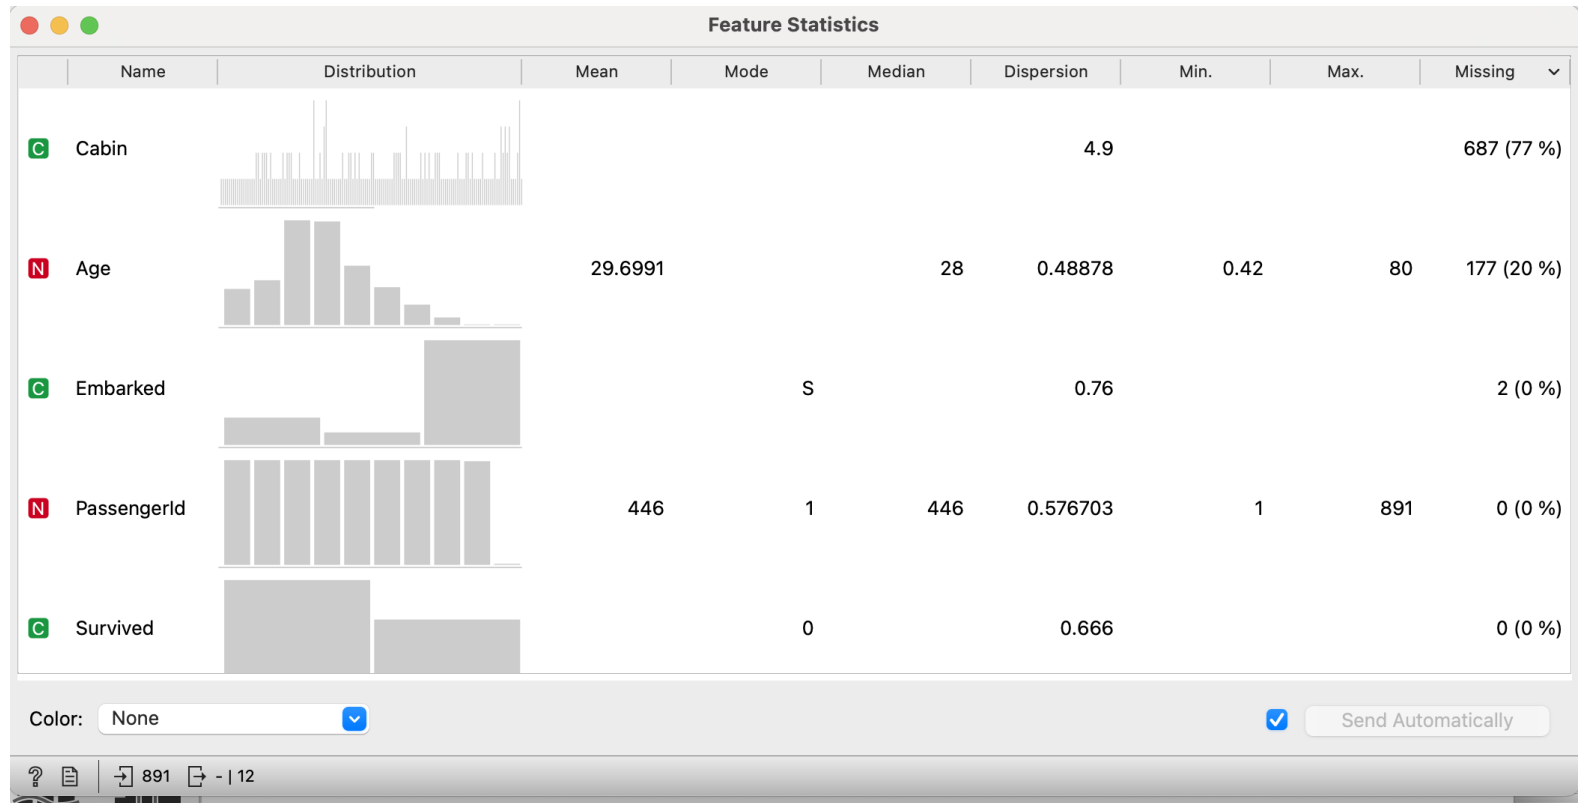 Feature Statistics
Name Distribution Mean Mode Median Dispersion Min. Max. Missing
C Cabin 4.9 687 (77 %)
N Age 29.6991 28 0.48878 0.42 80 177 (20 %)
C Embarked S 0.76 2 (0 %)
N PassengerId 446 1 446 0.576703 1 891 0 (0 %)
C Survived 0 0.666 0 (0 %)
Color: None Send Automatically
? 891 - | 12